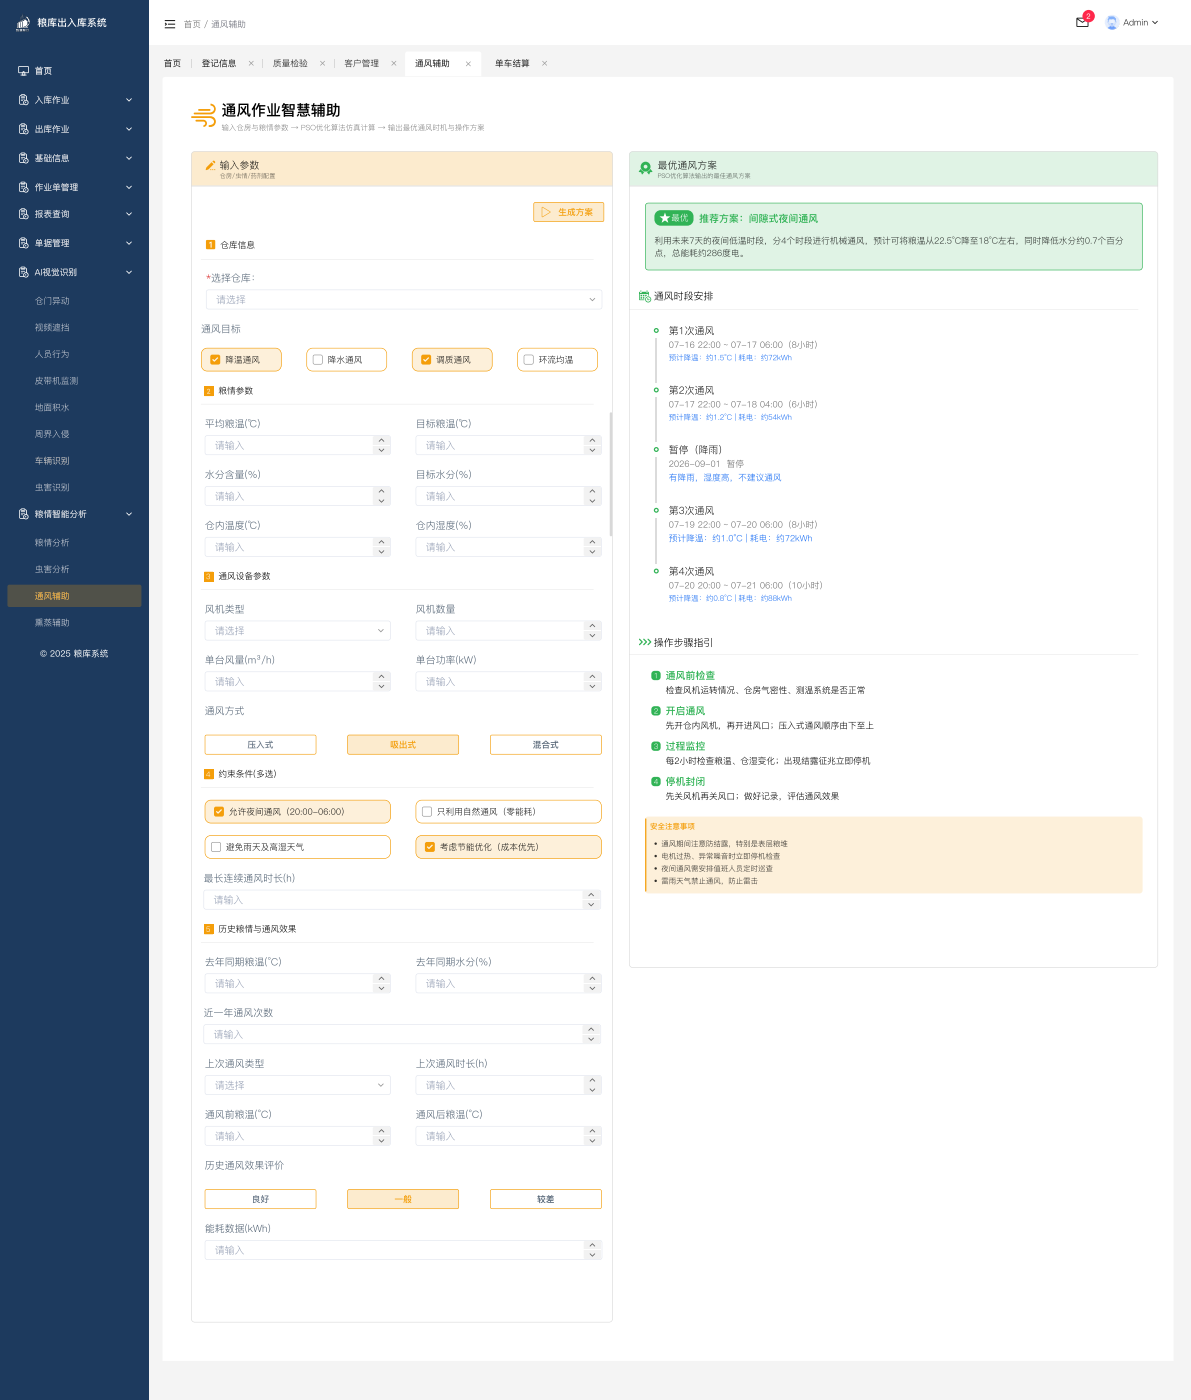 粮库出入库系统
首页
入库作业
出库作业
基础信息
作业单管理
报表查询
单据管理
AI视觉识别
仓门异动
视频遮挡
人员行为
皮带机监测
地面积水
周界入侵
车辆识别
虫害识别
粮情智能分析
粮情分析
虫害分析
通风辅助
熏蒸辅助
© 2025 粮库系统
首页 / 通风辅助
2
Admin
首页
登记信息 ×
质量检验 ×
客户管理 ×
通风辅助 ×
单车结算 ×
通风作业智慧辅助
输入仓房与粮情参数 → PSO优化算法仿真计算 → 输出最优通风时机与操作方案
输入参数
仓房/虫情/药剂配置
生成方案
1 仓库信息
*选择仓库：
请选择
通风目标
降温通风 降水通风 调质通风 环流均温
2 粮情参数
平均粮温(℃) 目标粮温(℃)
请输入 请输入
水分含量(%) 目标水分(%)
请输入 请输入
仓内温度(℃) 仓内湿度(%)
请输入 请输入
3 通风设备参数
风机类型 风机数量
请选择 请输入
单台风量(m³/h) 单台功率(kW)
请输入 请输入
通风方式
压入式 吸出式 混合式
4 约束条件(多选)
允许夜间通风（20:00-06:00） 只利用自然通风（零能耗）
避免雨天及高湿天气 考虑节能优化（成本优先）
最长连续通风时长(h)
请输入
5 历史粮情与通风效果
去年同期粮温(℃) 去年同期水分(%)
请输入 请输入
近一年通风次数
请输入
上次通风类型 上次通风时长(h)
请选择 请输入
通风前粮温(℃) 通风后粮温(℃)
请输入 请输入
历史通风效果评价
良好 一般 较差
能耗数据(kWh)
请输入
最优通风方案
PSO优化算法输出的最佳通风方案
最优 推荐方案：间隙式夜间通风
利用未来7天的夜间低温时段，分4个时段进行机械通风，预计可将粮温从22.5℃降至18℃左右，同时降低水分约0.7个百分
点，总能耗约286度电。
通风时段安排
第1次通风
07-16 22:00 ~ 07-17 06:00（8小时）
预计降温：约1.5℃ | 耗电：约72kWh
第2次通风
07-17 22:00 ~ 07-18 04:00（6小时）
预计降温：约1.2℃ | 耗电：约54kWh
暂停（降雨）
2026-09-01 暂停
有降雨，湿度高，不建议通风
第3次通风
07-19 22:00 ~ 07-20 06:00（8小时）
预计降温：约1.0℃ | 耗电：约72kWh
第4次通风
07-20 20:00 ~ 07-21 06:00（10小时）
预计降温：约0.8℃ | 耗电：约88kWh
操作步骤指引
1 通风前检查
检查风机运转情况、仓房气密性、测温系统是否正常
2 开启通风
先开仓内风机，再开进风口；压入式通风顺序由下至上
3 过程监控
每2小时检查粮温、仓湿变化；出现结露征兆立即停机
4 停机封闭
先关风机再关风口；做好记录，评估通风效果
安全注意事项
• 通风期间注意防结露，特别是表层粮堆
• 电机过热、异常噪音时立即停机检查
• 夜间通风需安排值班人员定时巡查
• 雷雨天气禁止通风，防止雷击